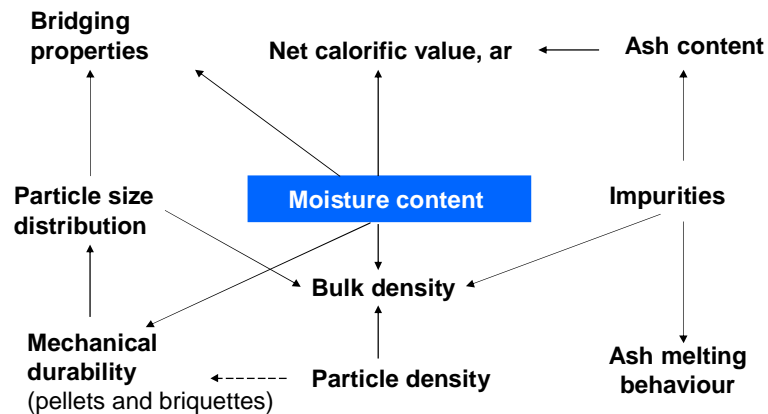 Bridging
properties
Net calorific value, ar
Ash content
Particle size
distribution
Moisture content
Impurities
Bulk density
Mechanical
durability
(pellets and briquettes)
Particle density
Ash melting
behaviour